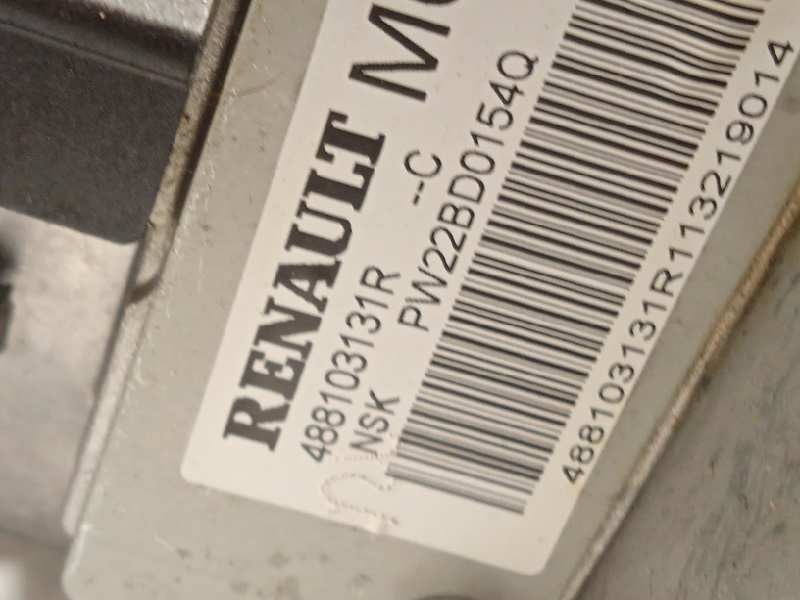 RENAULT
488103131R --C
NSK PW22BD0154Q
488103131R113219014